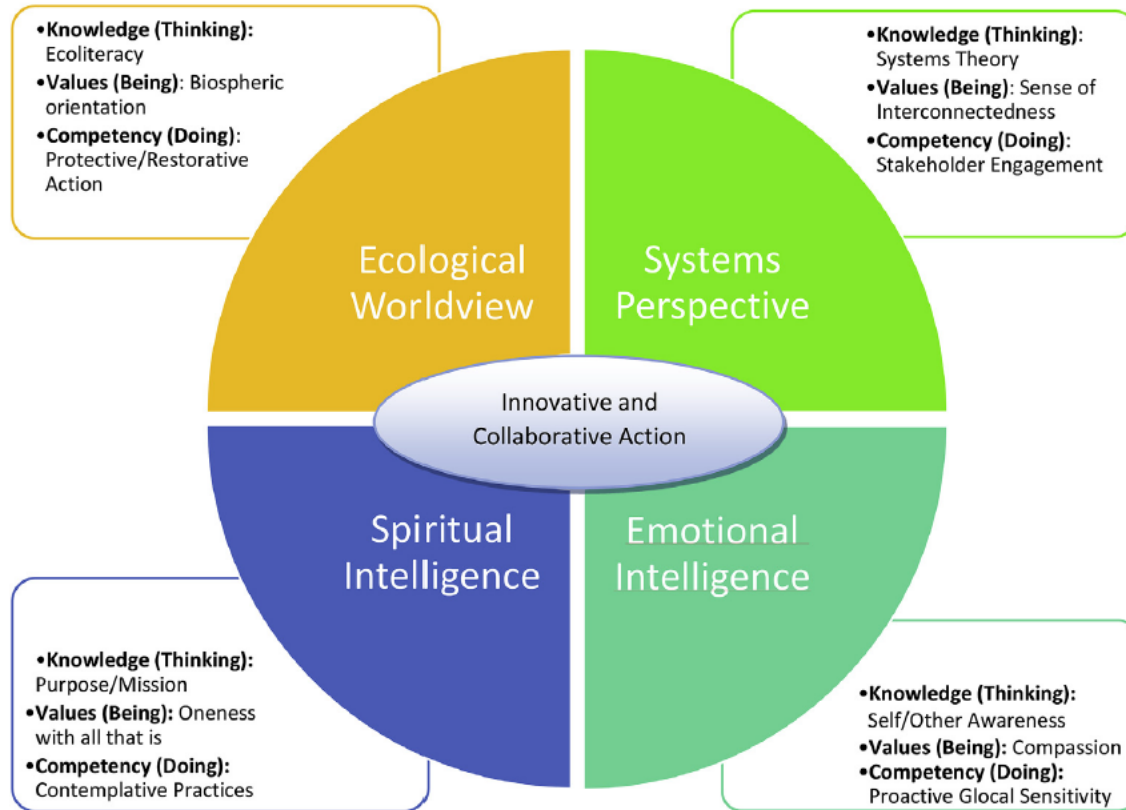 •Knowledge (Thinking):
Ecoliteracy
•Values (Being): Biospheric
orientation
•Competency (Doing):
Protective/Restorative
Action
•Knowledge (Thinking):
Systems Theory
•Values (Being): Sense of
Interconnectedness
•Competency (Doing):
Stakeholder Engagement
Ecological
Worldview
Systems
Perspective
Innovative and
Collaborative Action
Spiritual
Intelligence
Emotional
Intelligence
•Knowledge (Thinking):
Purpose/Mission
•Values (Being): Oneness
with all that is
•Competency (Doing):
Contemplative Practices
•Knowledge (Thinking):
Self/Other Awareness
•Values (Being): Compassion
•Competency (Doing):
Proactive Glocal Sensitivity